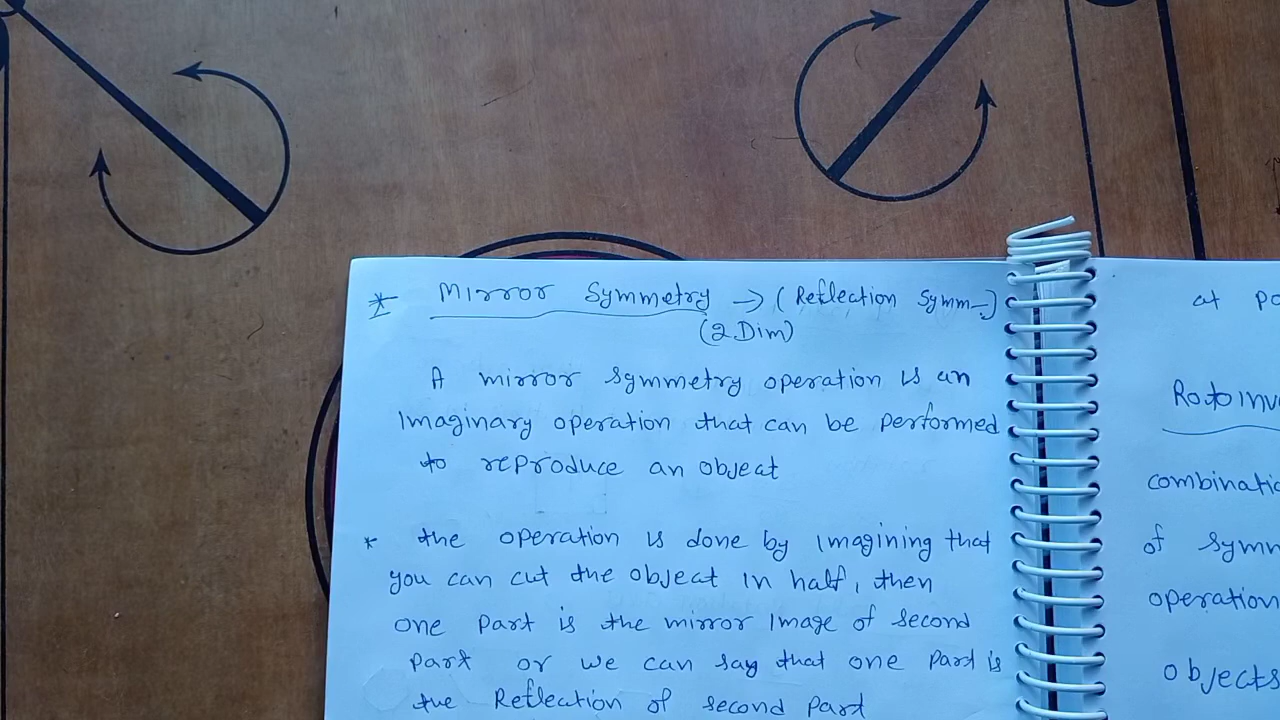 * Mirror Symmetry → (Reflection Symm-)
(2 Dim)
A mirror symmetry operation is an
Imaginary operation that can be performed
to reproduce an object
* the operation is done by imagining that
you can cut the object in half, then
one part is the mirror Image of second
part or we can say that one part is
the Reflection of second part
at po
Rotoinv
combinatio
of symm
operation
objects